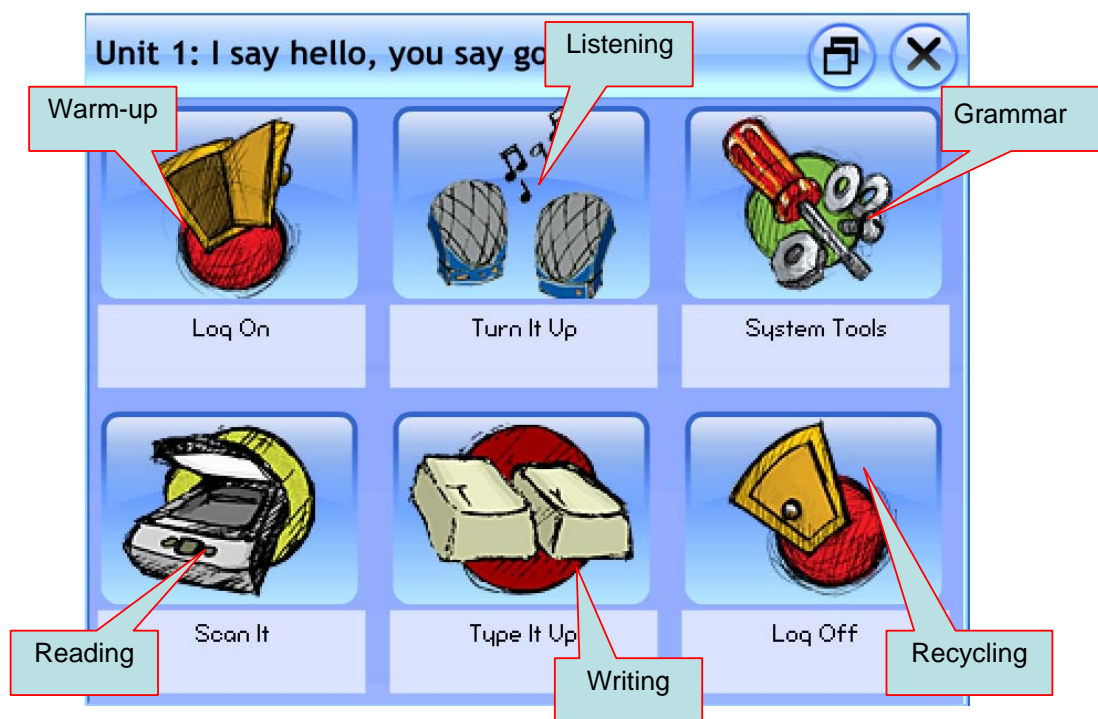 Unit 1: I say hello, you say go
Listening
Warm-up
Grammar
Log On
Turn It Up
System Tools
T Y
Scan It
Type It Up
Log Off
Reading
Writing
Recycling